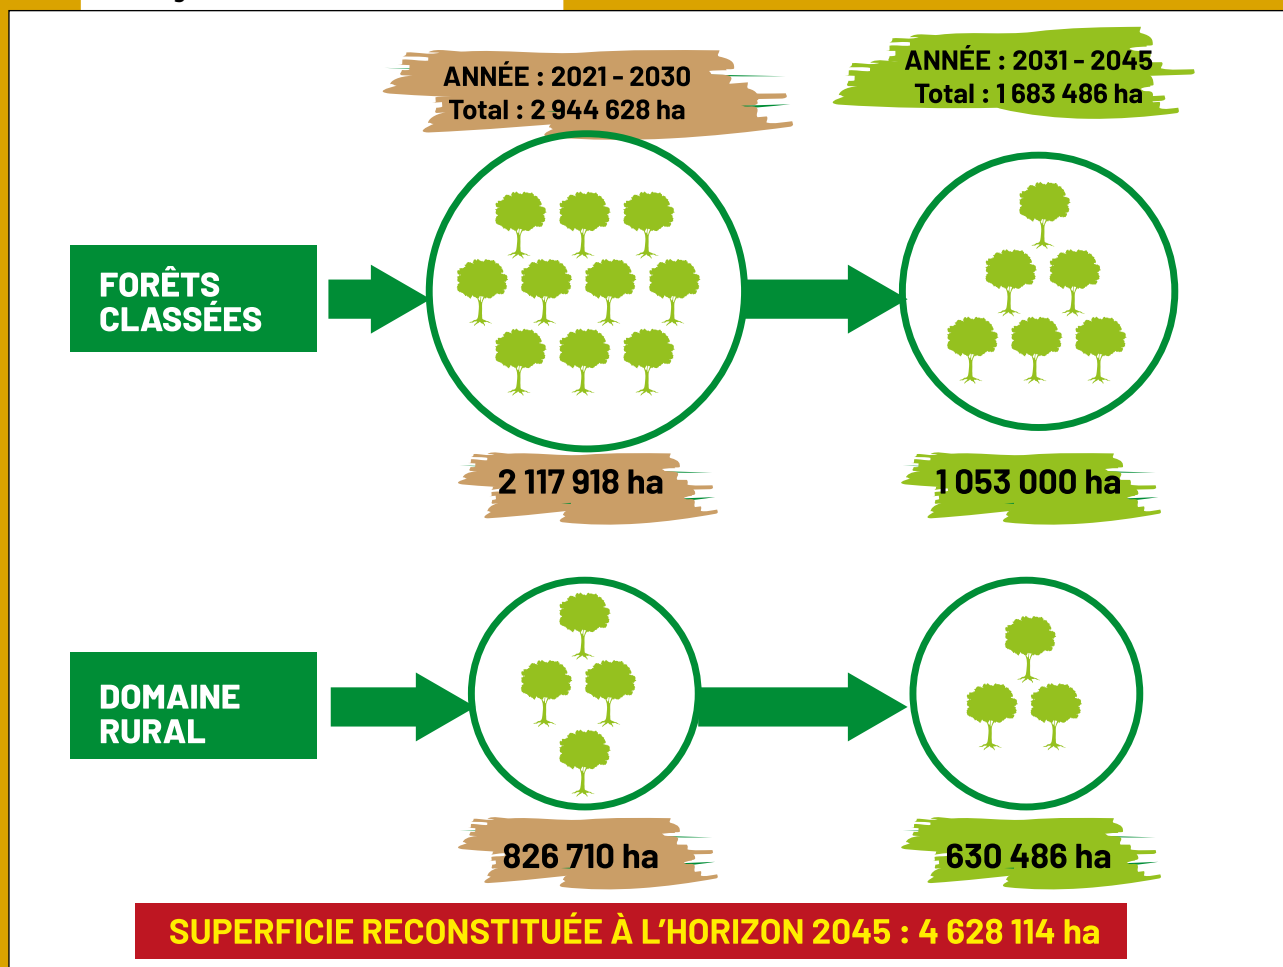 ANNÉE : 2021 - 2030
Total : 2 944 628 ha
ANNÉE : 2031 - 2045
Total : 1 683 486 ha
FORÊTS
CLASSÉES
2 117 918 ha
1 053 000 ha
DOMAINE
RURAL
826 710 ha
630 486 ha
SUPERFICIE RECONSTITUÉE À L'HORIZON 2045 : 4 628 114 ha